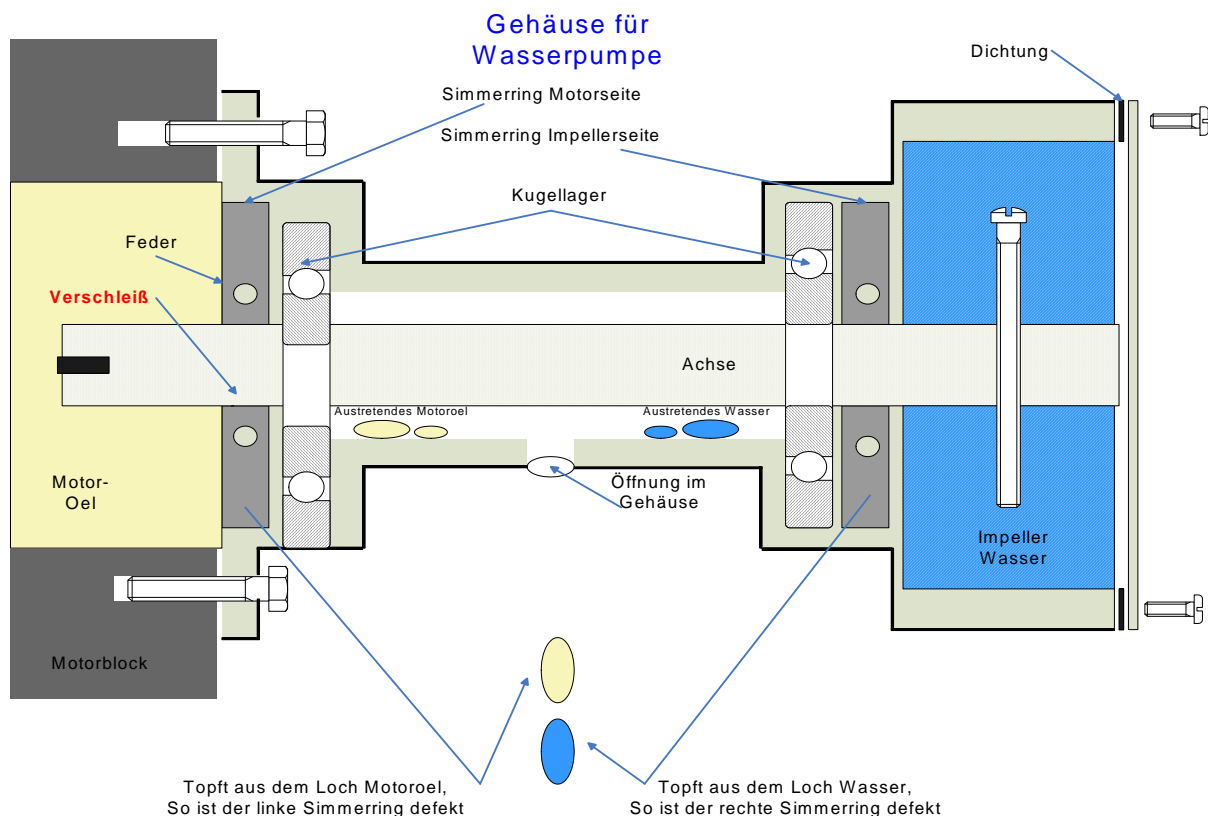 Gehäuse für
Wasserpumpe
Dichtung
Simmerring Motorseite
Simmerring Impellerseite
Kugellager
Feder
Verschleiß
Achse
Austretendes Motoroel
Austretendes Wasser
Motor-
Oel
Öffnung im
Gehäuse
Impeller
Wasser
Motorblock
Topft aus dem Loch Motoroel,
So ist der linke Simmerring defekt
Topft aus dem Loch Wasser,
So ist der rechte Simmerring defekt